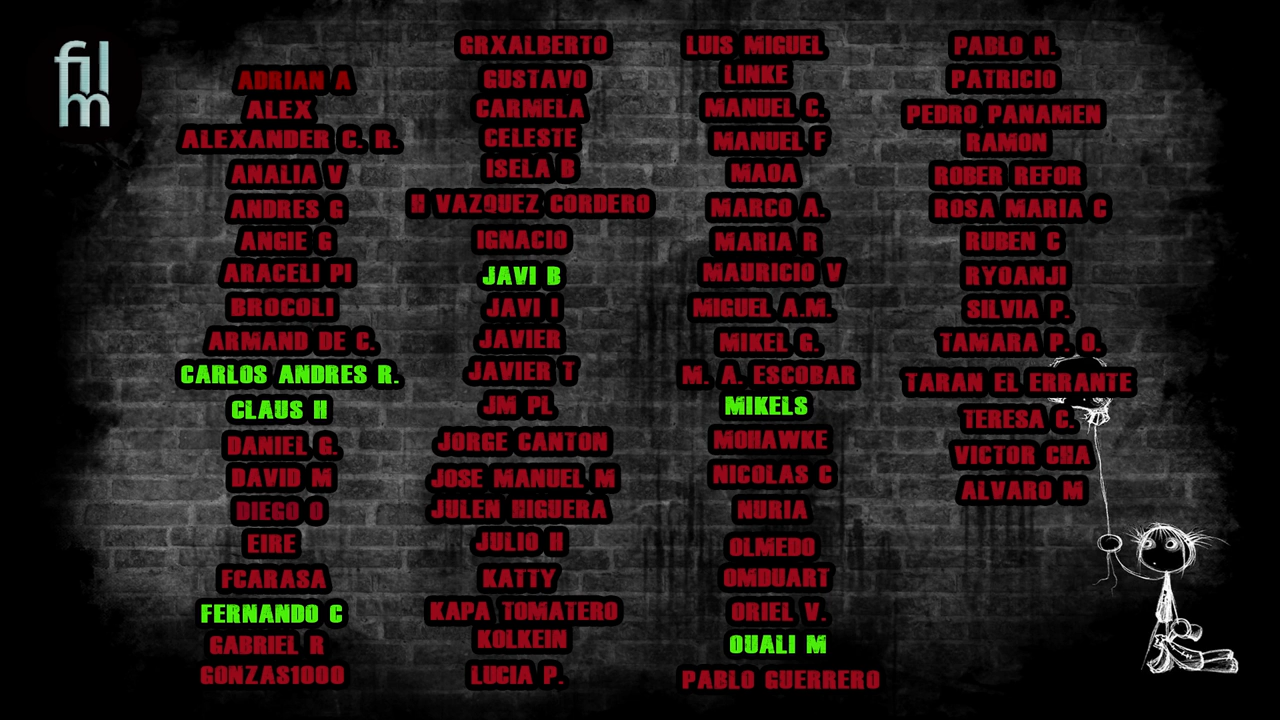 film
ADRIAN A
ALEX
ALEXANDER C. R.
ANALIA V
ANDRES G
ANGIE G
ARACELI PI
BROCOLI
ARMAND DE C.
CARLOS ANDRES R.
CLAUS H
DANIEL G.
DAVID M
DIEGO O
EIRE
FCARASA
FERNANDO C
GABRIEL R
GONZAS1000
GRXALBERTO
GUSTAVO
CARMELA
CELESTE
ISELA B
H VAZQUEZ CORDERO
IGNACIO
JAVI B
JAVI I
JAVIER
JAVIER T
JM PL
JORGE CANTON
JOSE MANUEL M
JULEN HIGUERA
JULIO H
KATTY
KAPA TOMATERO
KOLKEIN
LUCIA P.
LUIS MIGUEL
LINKE
MANUEL C.
MANUEL F
MAOA
MARCO A.
MARIA R
MAURICIO V
MIGUEL A.M.
MIKEL G.
M. A. ESCOBAR
MIKELS
MOHAWKE
NICOLAS C
NURIA
OLMEDO
OMDUART
ORIEL V.
OUALI M
PABLO GUERRERO
PABLO N.
PATRICIO
PEDRO PANAMEN
RAMON
ROBER REFOR
ROSA MARIA C
RUBEN C
RYOANJI
SILVIA P.
TAMARA P. O.
TARAN EL ERRANTE
TERESA C.
VICTOR CHA
ALVARO M